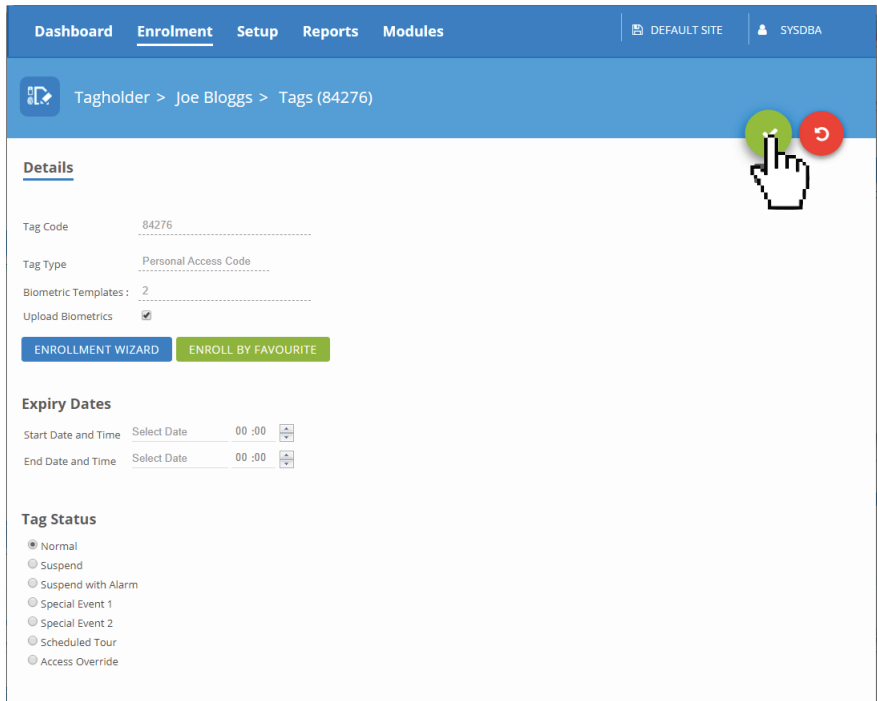 Dashboard Enrolment Setup Reports Modules DEFAULT SITE SYSDBA
Tagholder > Joe Bloggs > Tags (84276)
Details
Tag Code 84276
Tag Type Personal Access Code
Biometric Templates : 2
Upload Biometrics
ENROLLMENT WIZARD ENROLL BY FAVOURITE
Expiry Dates
Start Date and Time Select Date 00 :00
End Date and Time Select Date 00 :00
Tag Status
Normal
Suspend
Suspend with Alarm
Special Event 1
Special Event 2
Scheduled Tour
Access Override